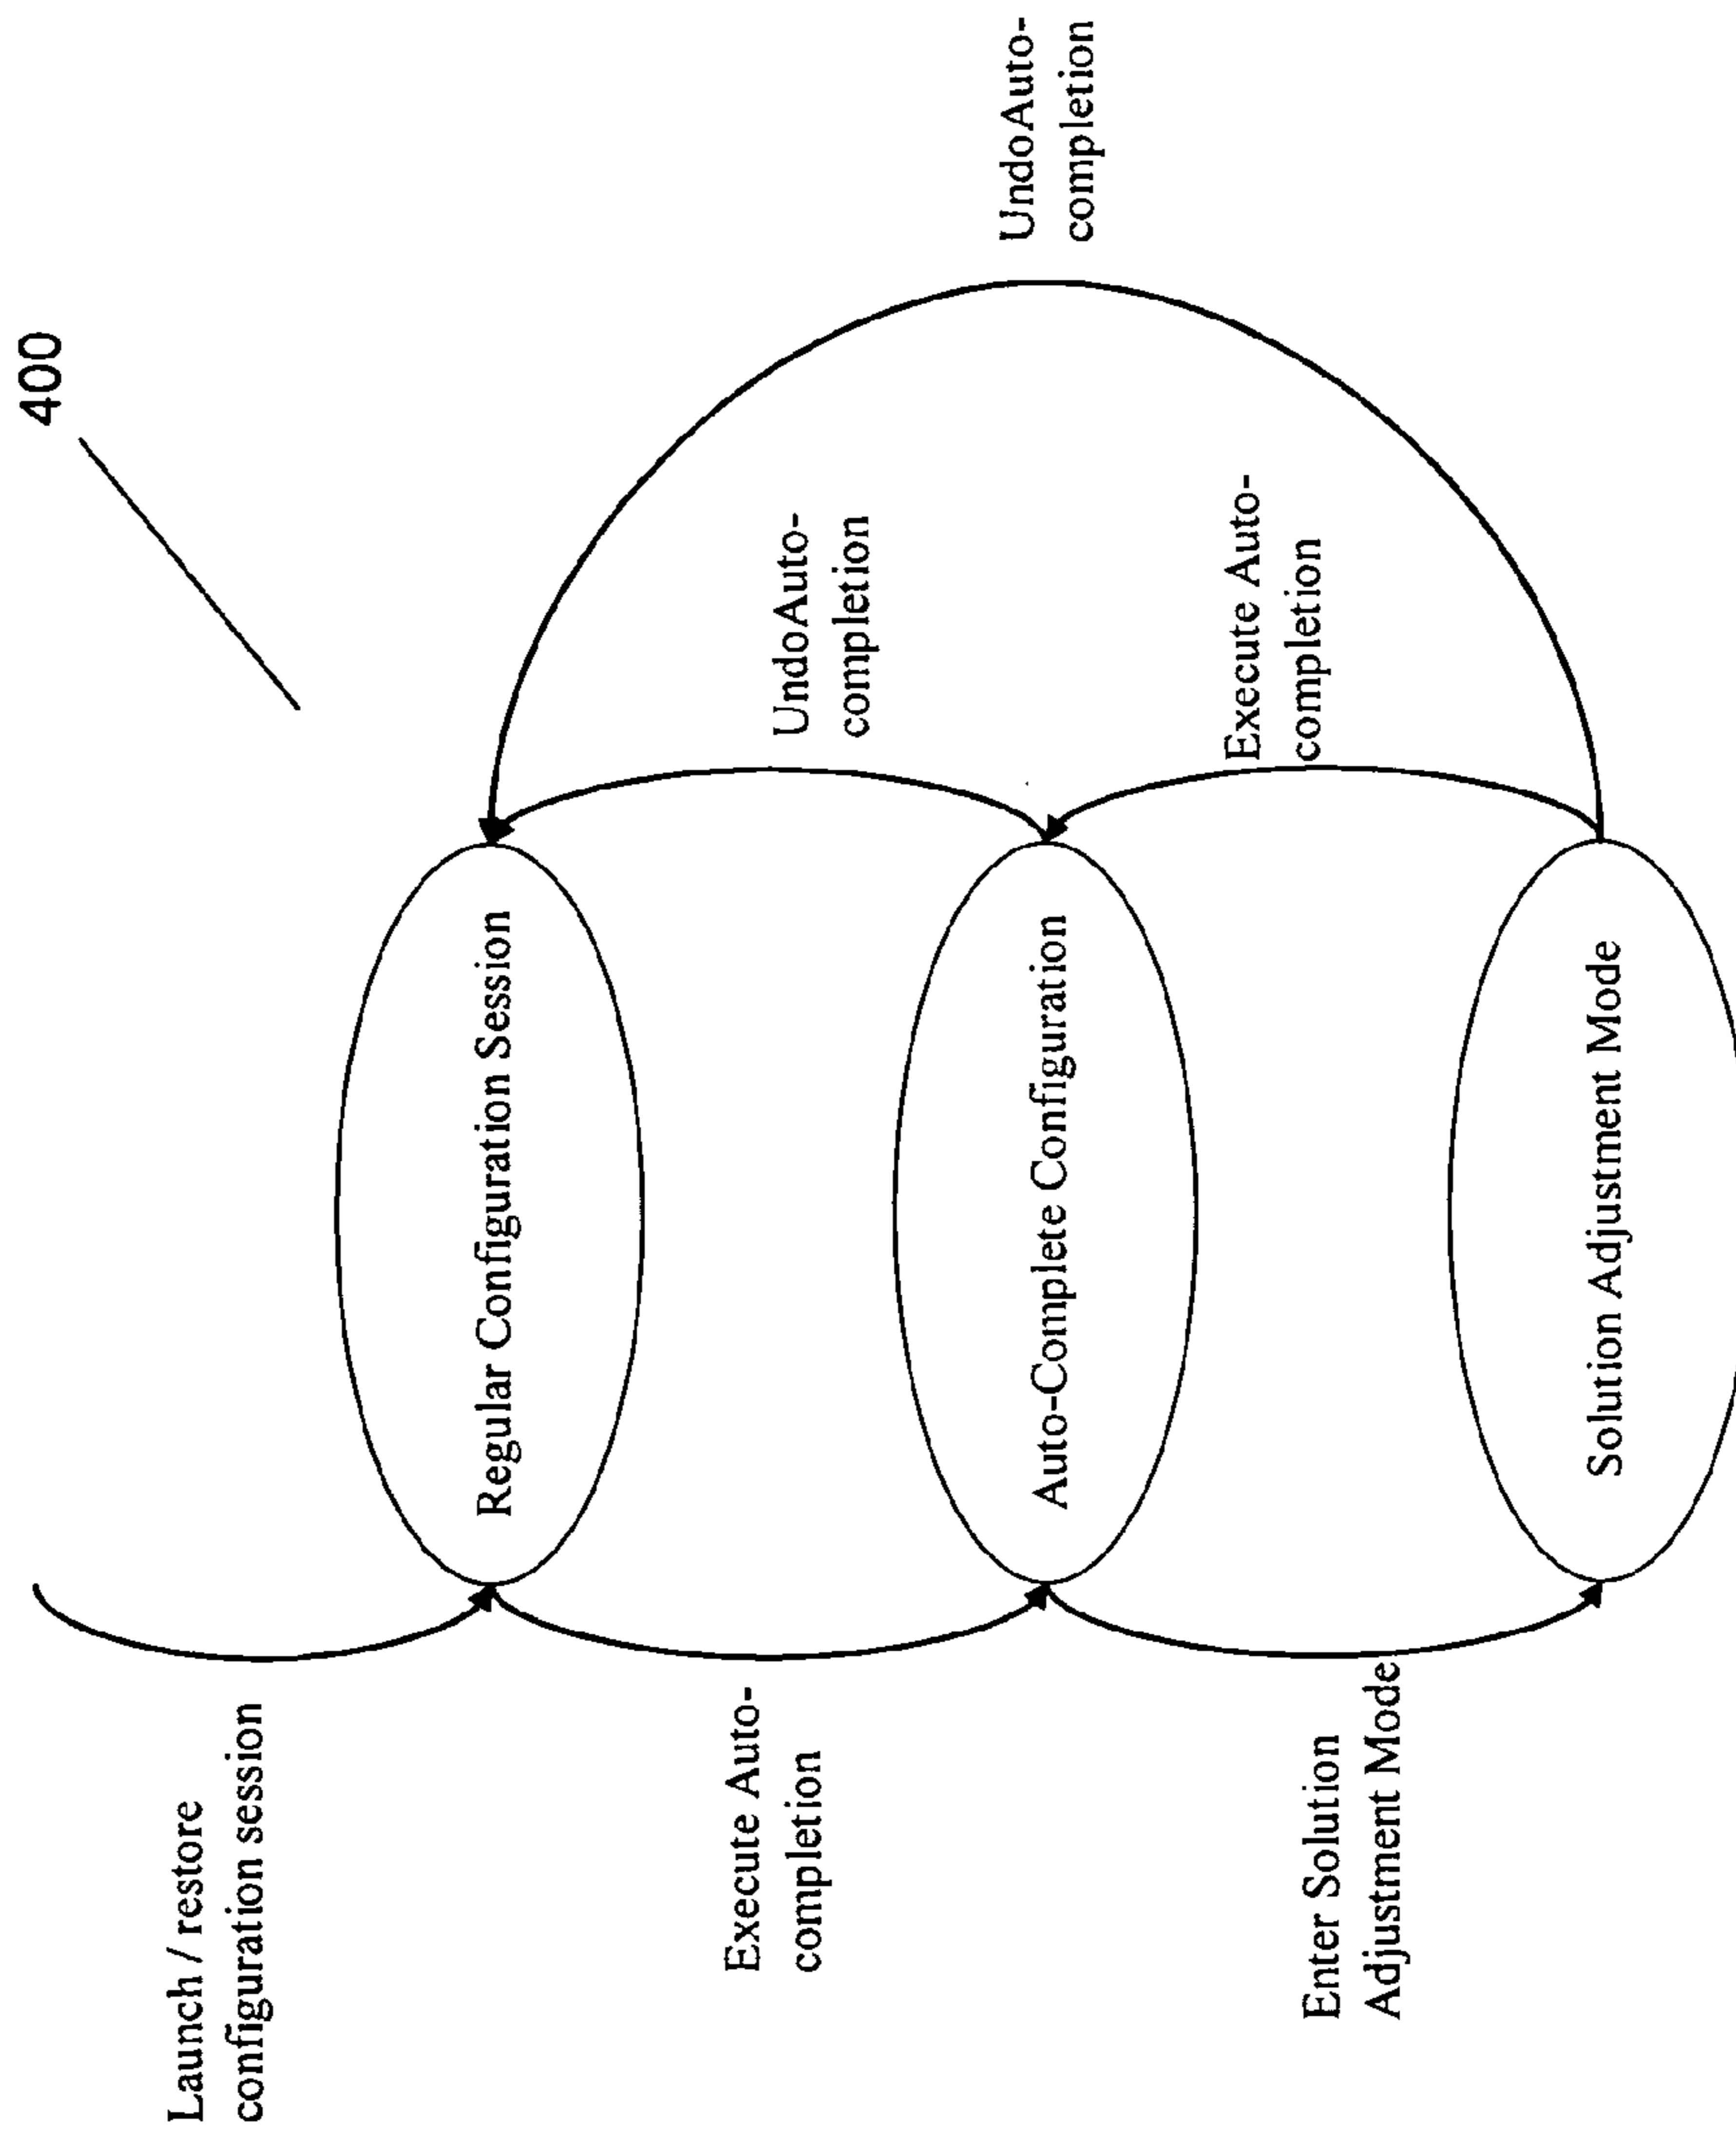 400
Launch / restore
configuration session
Regular Configuration Session
Execute Auto-
completion
UndoAuto-
completion
UndoAuto-
completion
Auto-Complete Configuration
Enter Solution
Adjustment Mode
Execute Auto-
completion
Solution Adjustment Mode